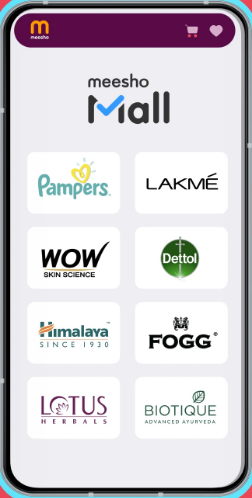 meesho
meesho
Mall
Pampers.
LAKMÉ
WOW
SKIN SCIENCE
Dettol
Himalaya
SINCE 1930
FOGG
LOTUS
HERBALS
BIOTIQUE
ADVANCED AYURVEDA